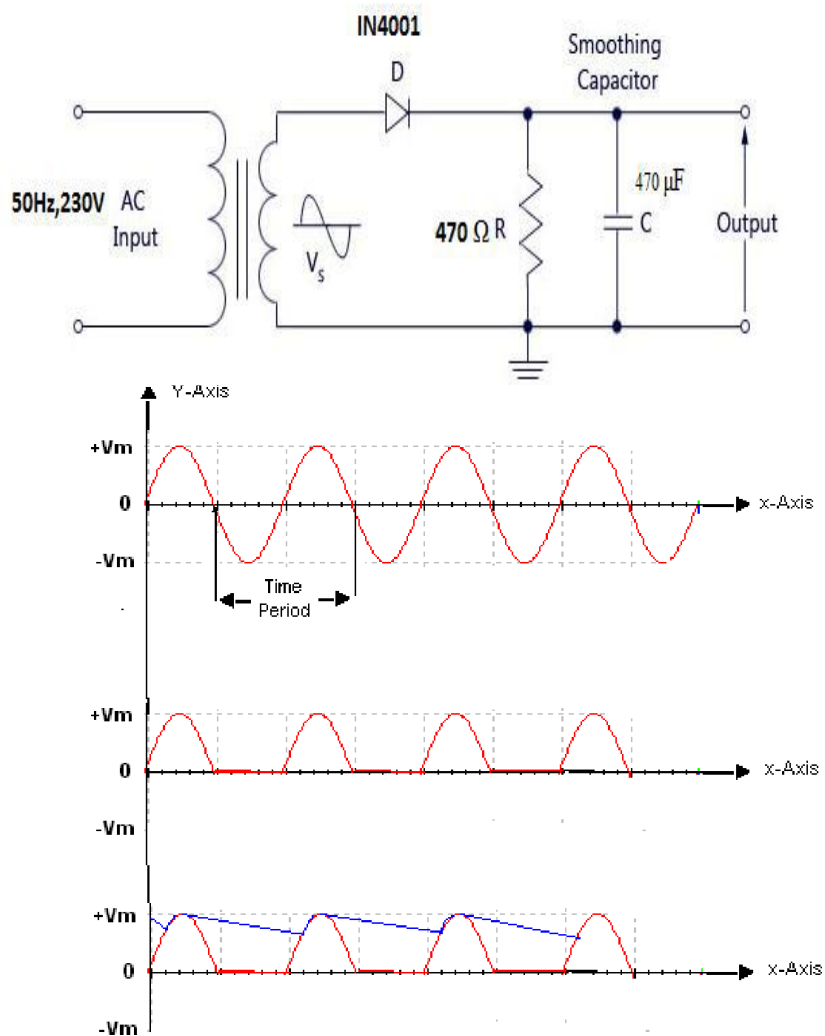 IN4001
D
Smoothing
Capacitor
50Hz,230V
AC
Input
Vs
470 Ω R
470 µF
C
Output
Y-Axis
+Vm
0
-Vm
x-Axis
Time
Period
+Vm
0
-Vm
x-Axis
+Vm
0
-Vm
x-Axis